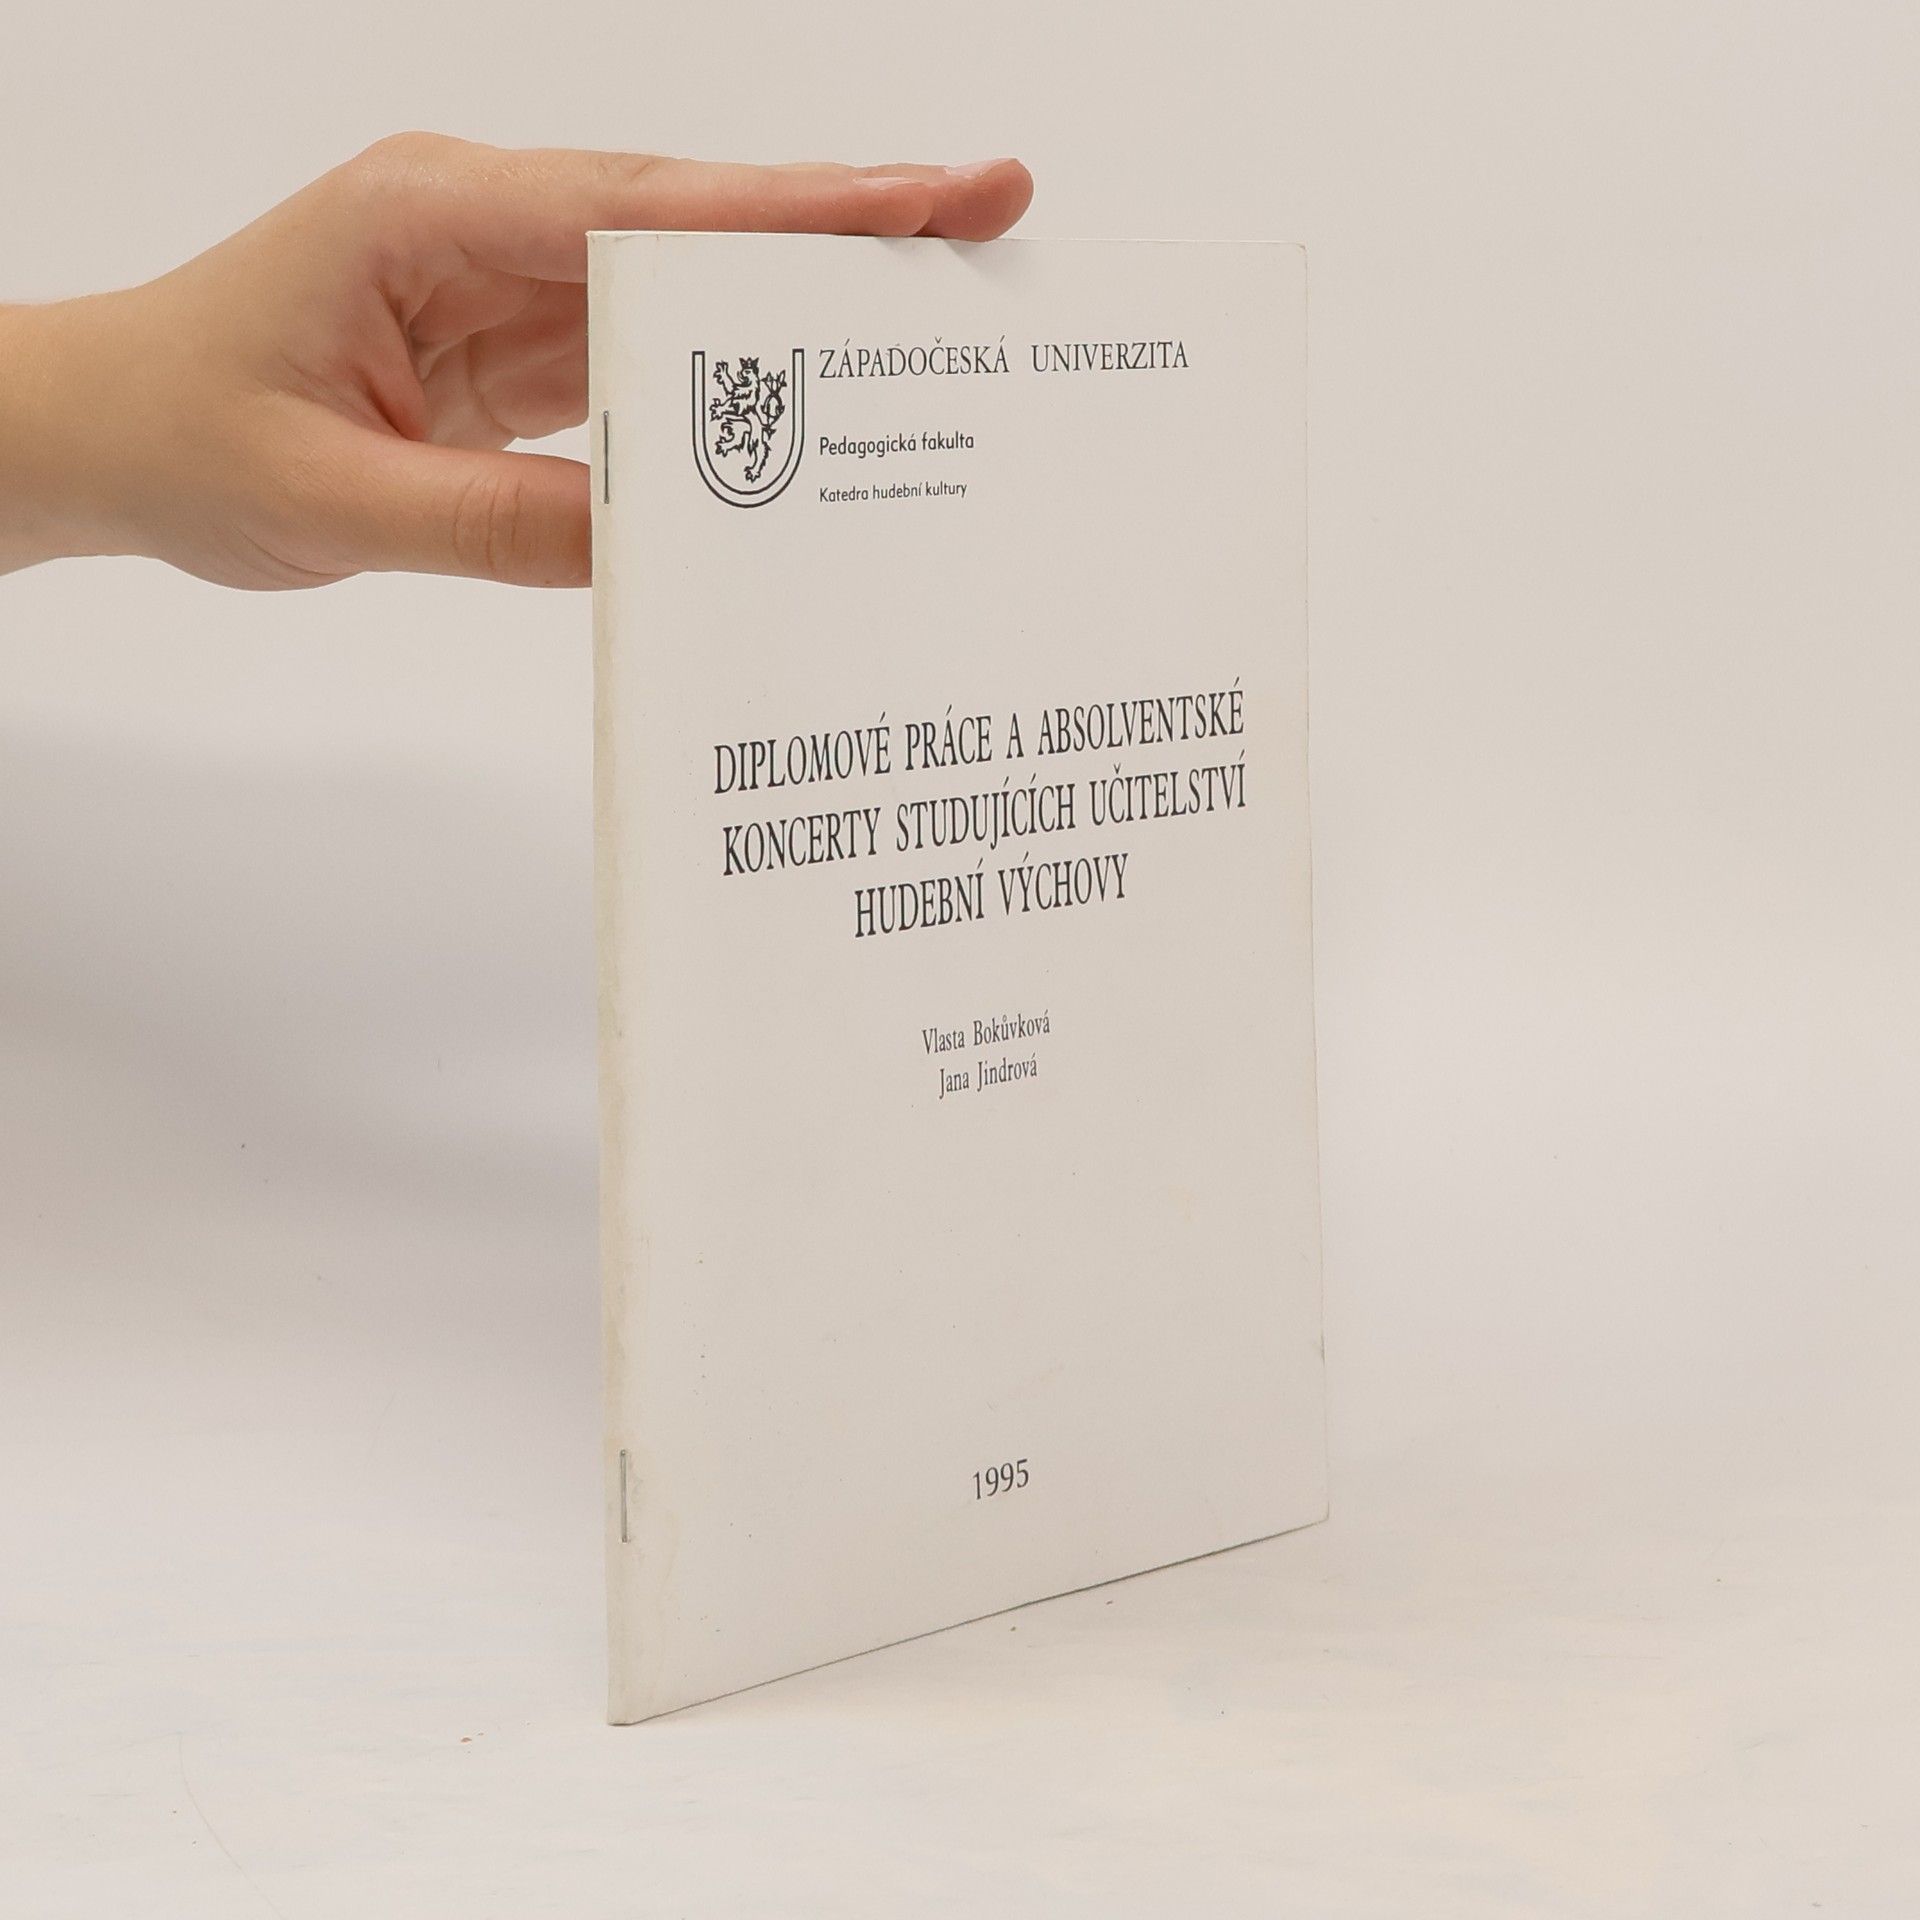 ZÁPADOČESKÁ UNIVERZITA
Pedagogická fakulta
Katedra hudební kultury
DIPLOMOVÉ PRÁCE A ABSOLVENTSKÉ
KONCERTY STUDUJÍCÍCH UČITELSTVÍ
HUDEBNÍ VÝCHOVY
Vlasta Bokůvková
Jana Jindrová
1995